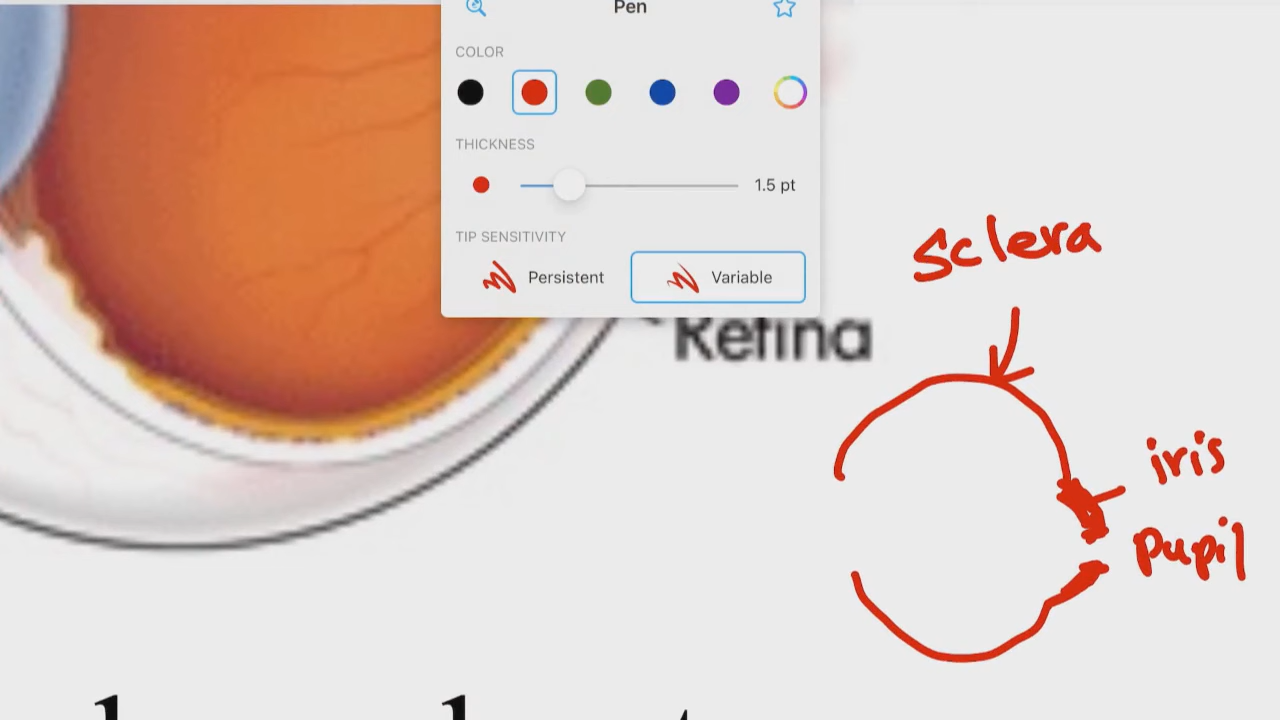 Pen
COLOR
THICKNESS
1.5 pt
TIP SENSITIVITY
Persistent
Variable
Retina
Sclera
iris
pupil